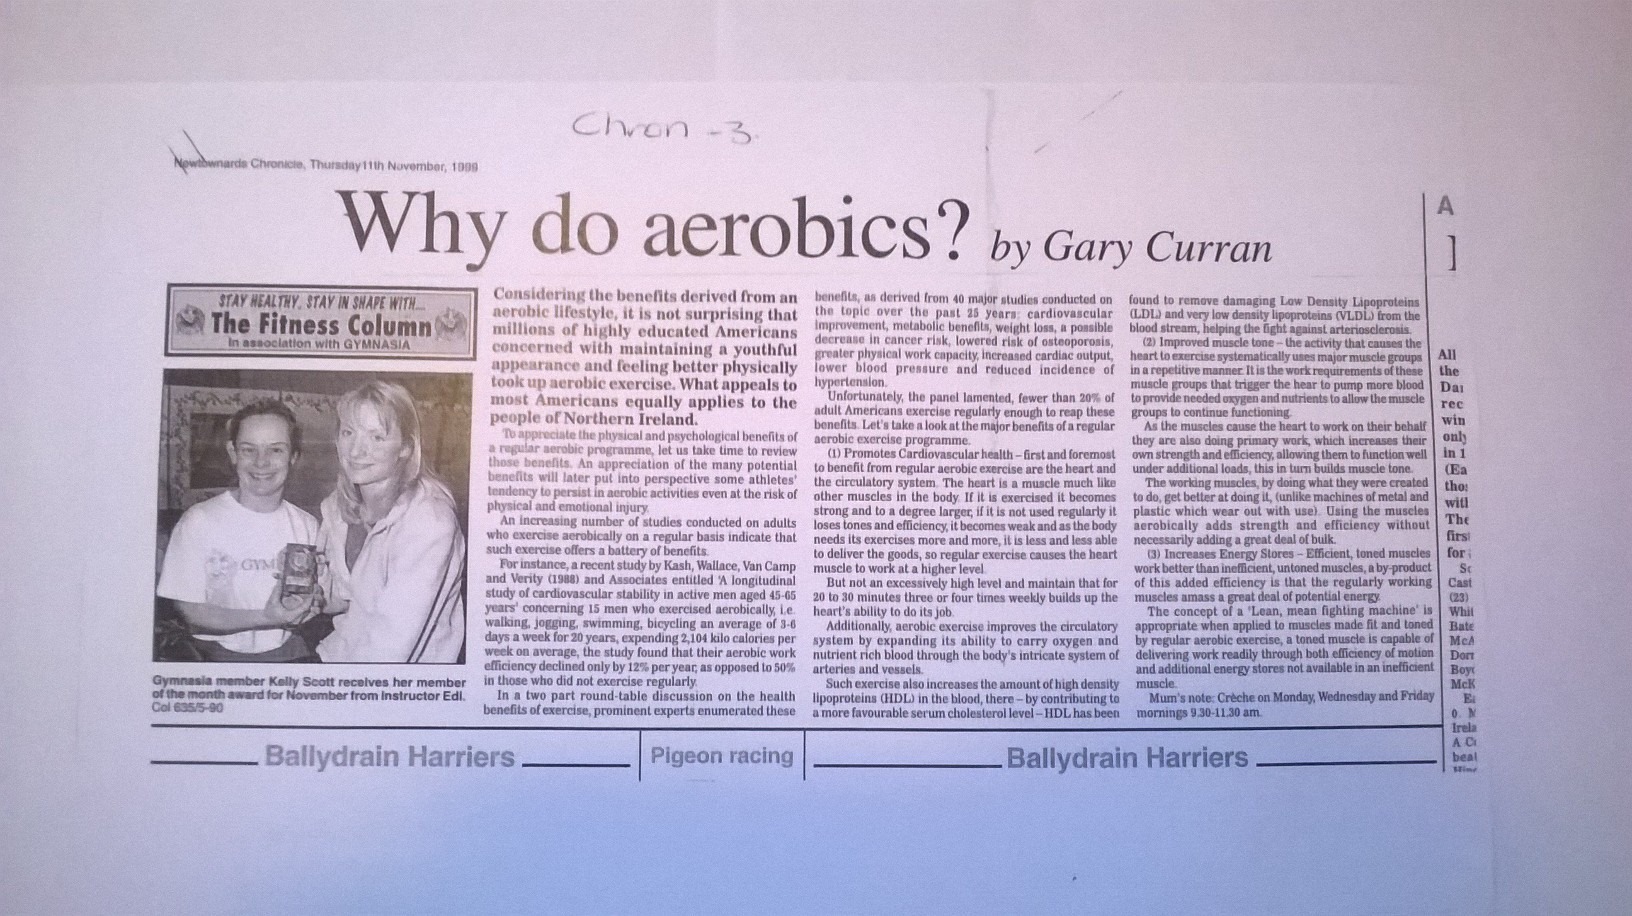 Chron - 3.
Newtownards Chronicle, Thursday 11th November, 1999
Why do aerobics? by Gary Curran
STAY HEALTHY, STAY IN SHAPE WITH...
The Fitness Column
In association with GYMNASIA
GYM
Gymnasia member Kelly Scott receives her member
of the month award for November from Instructor Edl.
Col 635/5-90
Considering the benefits derived from an
aerobic lifestyle, it is not surprising that
millions of highly educated Americans
concerned with maintaining a youthful
appearance and feeling better physically
took up aerobic exercise. What appeals to
most Americans equally applies to the
people of Northern Ireland.
To appreciate the physical and psychological benefits of
a regular aerobic programme, let us take time to review
those benefits. An appreciation of the many potential
benefits will later put into perspective some athletes'
tendency to persist in aerobic activities even at the risk of
physical and emotional injury.
An increasing number of studies conducted on adults
who exercise aerobically on a regular basis indicate that
such exercise offers a battery of benefits.
For instance, a recent study by Kash, Wallace, Van Camp
and Verity (1988) and Associates entitled 'A longitudinal
study of cardiovascular stability in active men aged 45-65
years' concerning 15 men who exercised aerobically, i.e.
walking, jogging, swimming, bicycling an average of 3-6
days a week for 20 years, expending 2,104 kilo calories per
week on average, the study found that their aerobic work
efficiency declined only by 12% per year, as opposed to 50%
in those who did not exercise regularly.
In a two part round-table discussion on the health
benefits of exercise, prominent experts enumerated these
benefits, as derived from 40 major studies conducted on
the topic over the past 25 years: cardiovascular
improvement, metabolic benefits, weight loss, a possible
decrease in cancer risk, lowered risk of osteoporosis,
greater physical work capacity, increased cardiac output,
lower blood pressure and reduced incidence of
hypertension.
Unfortunately, the panel lamented, fewer than 20% of
adult Americans exercise regularly enough to reap these
benefits. Let's take a look at the major benefits of a regular
aerobic exercise programme.
(1) Promotes Cardiovascular health – first and foremost
to benefit from regular aerobic exercise are the heart and
the circulatory system. The heart is a muscle much like
other muscles in the body. If it is exercised it becomes
strong and to a degree larger, if it is not used regularly it
loses tones and efficiency, it becomes weak and as the body
needs its exercises more and more, it is less and less able
to deliver the goods, so regular exercise causes the heart
muscle to work at a higher level.
But not an excessively high level and maintain that for
20 to 30 minutes three or four times weekly builds up the
heart's ability to do its job.
Additionally, aerobic exercise improves the circulatory
system by expanding its ability to carry oxygen and
nutrient rich blood through the body's intricate system of
arteries and vessels.
Such exercise also increases the amount of high density
lipoproteins (HDL) in the blood, there – by contributing to
a more favourable serum cholesterol level – HDL has been
found to remove damaging Low Density Lipoproteins
(LDL) and very low density lipoproteins (VLDL) from the
blood stream, helping the fight against arteriosclerosis.
(2) Improved muscle tone – the activity that causes the
heart to exercise systematically uses major muscle groups
in a repetitive manner. It is the work requirements of these
muscle groups that trigger the hear to pump more blood
to provide needed oxygen and nutrients to allow the muscle
groups to continue functioning.
As the muscles cause the heart to work on their behalf
they are also doing primary work, which increases their
own strength and efficiency, allowing them to function well
under additional loads, this in turn builds muscle tone.
The working muscles, by doing what they were created
to do, get better at doing it, (unlike machines of metal and
plastic which wear out with use). Using the muscles
aerobically adds strength and efficiency without
necessarily adding a great deal of bulk.
(3) Increases Energy Stores – Efficient, toned muscles
work better than inefficient, untoned muscles, a by-product
of this added efficiency is that the regularly working
muscles amass a great deal of potential energy.
The concept of a 'Lean, mean fighting machine' is
appropriate when applied to muscles made fit and toned
by regular aerobic exercise, a toned muscle is capable of
delivering work readily through both efficiency of motion
and additional energy stores not available in an inefficient
muscle.
Mum's note: Crèche on Monday, Wednesday and Friday
mornings 9.30-11.30 am.
A
]
All
the
rec
win
only
in 1
(Ea
will
The
firs
for
Cast
(23)
Whit
Bate
McA
Dorr
McK
Irela
A
beat
Ballydrain Harriers
Pigeon racing
Ballydrain Harriers